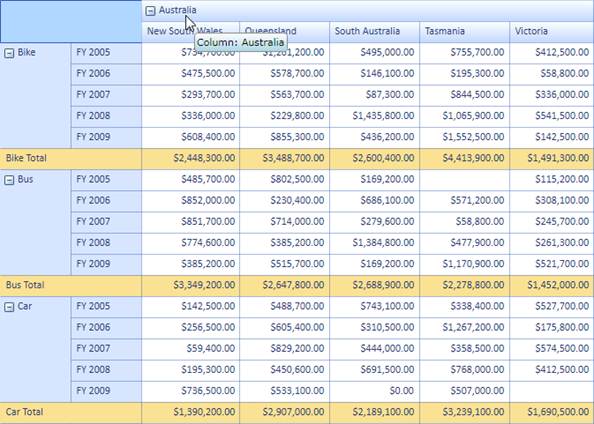 Australia
New South Wales Queensland South Australia Tasmania Victoria
Column: Australia
Bike FY 2005 $734,700.00 $1,261,200.00 $495,000.00 $755,700.00 $412,500.00
FY 2006 $475,500.00 $578,700.00 $146,100.00 $195,300.00 $58,800.00
FY 2007 $293,700.00 $563,700.00 $87,300.00 $844,500.00 $336,000.00
FY 2008 $336,000.00 $229,800.00 $1,435,800.00 $1,065,900.00 $541,500.00
FY 2009 $608,400.00 $855,300.00 $436,200.00 $1,552,500.00 $142,500.00
Bike Total $2,448,300.00 $3,488,700.00 $2,600,400.00 $4,413,900.00 $1,491,300.00
Bus FY 2005 $485,700.00 $802,500.00 $169,200.00 $115,200.00
FY 2006 $852,000.00 $230,400.00 $686,100.00 $571,200.00 $308,100.00
FY 2007 $851,700.00 $714,000.00 $279,600.00 $58,800.00 $245,700.00
FY 2008 $774,600.00 $385,200.00 $1,384,800.00 $477,900.00 $261,300.00
FY 2009 $385,200.00 $515,700.00 $169,200.00 $1,170,900.00 $521,700.00
Bus Total $3,349,200.00 $2,647,800.00 $2,688,900.00 $2,278,800.00 $1,452,000.00
Car FY 2005 $142,500.00 $488,700.00 $743,100.00 $338,400.00 $527,700.00
FY 2006 $256,500.00 $605,400.00 $310,500.00 $1,267,200.00 $175,800.00
FY 2007 $59,400.00 $829,200.00 $444,000.00 $358,500.00 $574,500.00
FY 2008 $195,300.00 $450,600.00 $691,500.00 $768,000.00 $412,500.00
FY 2009 $736,500.00 $533,100.00 $0.00 $507,000.00
Car Total $1,390,200.00 $2,907,000.00 $2,189,100.00 $3,239,100.00 $1,690,500.00